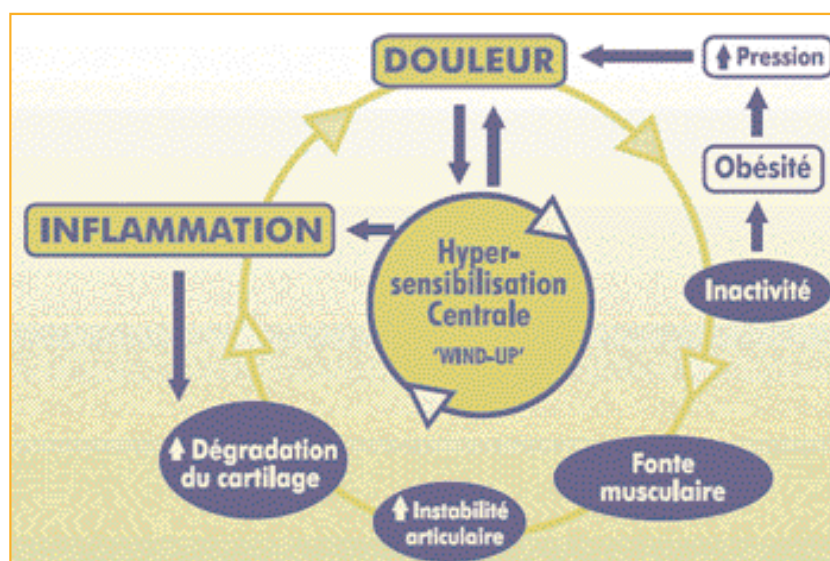 DOULEUR
⬆ Pression
Obésité
Inactivité
Fonte
musculaire
⬆ Instabilité
articulaire
⬆ Dégradation
du cartilage
INFLAMMATION
Hyper-
sensibilisation
Centrale
'WIND-UP'